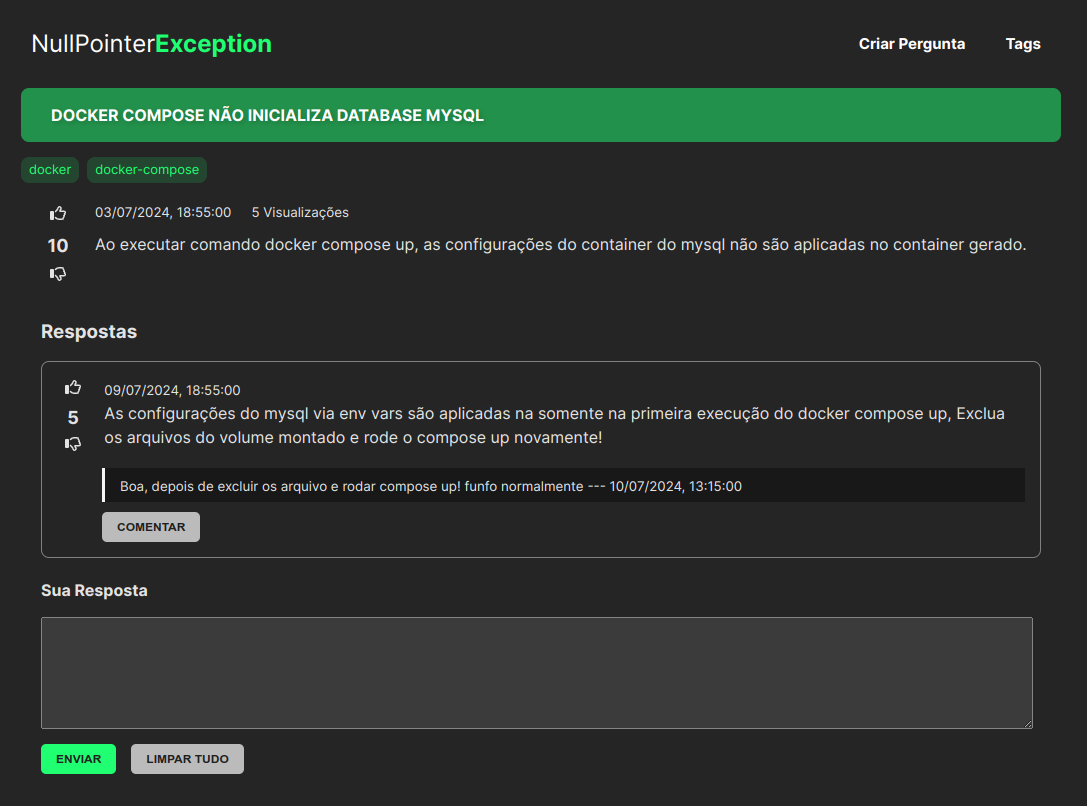 NullPointerException
Criar Pergunta
Tags
DOCKER COMPOSE NÃO INICIALIZA DATABASE MYSQL
docker
docker-compose
03/07/2024, 18:55:00
5 Visualizações
10
Ao executar comando docker compose up, as configurações do container do mysql não são aplicadas no container gerado.
Respostas
09/07/2024, 18:55:00
5
As configurações do mysql via env vars são aplicadas na somente na primeira execução do docker compose up, Exclua
os arquivos do volume montado e rode o compose up novamente!
Boa, depois de excluir os arquivo e rodar compose up! funfo normalmente --- 10/07/2024, 13:15:00
COMENTAR
Sua Resposta
ENVIAR
LIMPAR TUDO